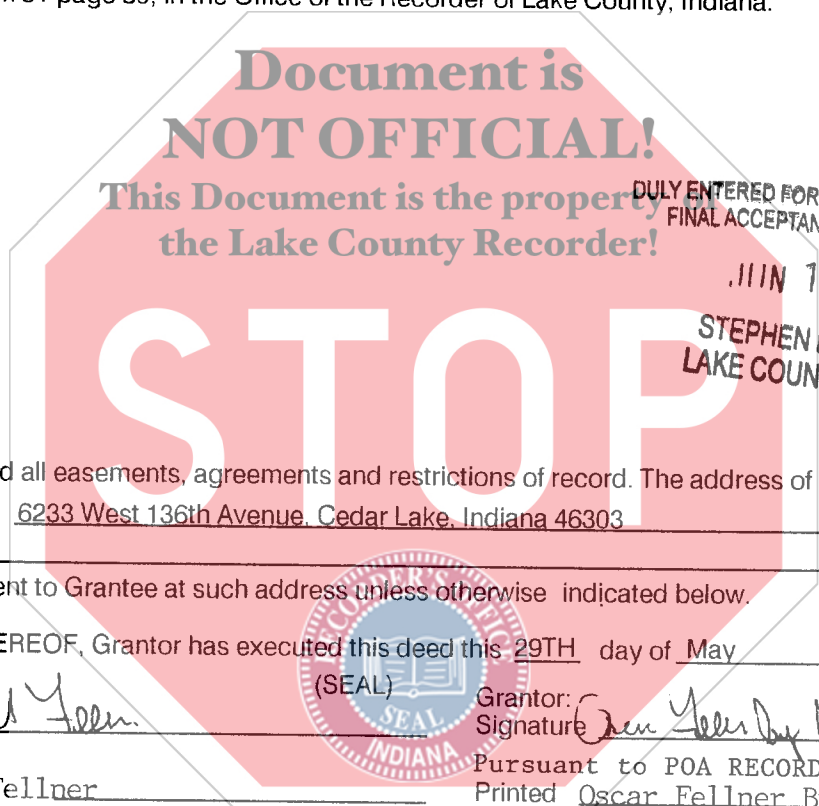 page 39, in the Office of the Recorder of Lake County, Indiana.
Document is
NOT OFFICIAL!
This Document is the property of
the Lake County Recorder!
DULY ENTERED FOR
FINAL ACCEPTAN
JUN 1
STEPHEN
LAKE COUN
STOP
d all easements, agreements and restrictions of record. The address of
6233 West 136th Avenue, Cedar Lake, Indiana 46303
ent to Grantee at such address unless otherwise indicated below.
EREOF, Grantor has executed this deed this 29TH day of May
(SEAL)
Grantor:
Signature
RECORDER'S OFFICE
SEAL
INDIANA
Pursuant to POA RECORD
Fellner
Printed Oscar Fellner B